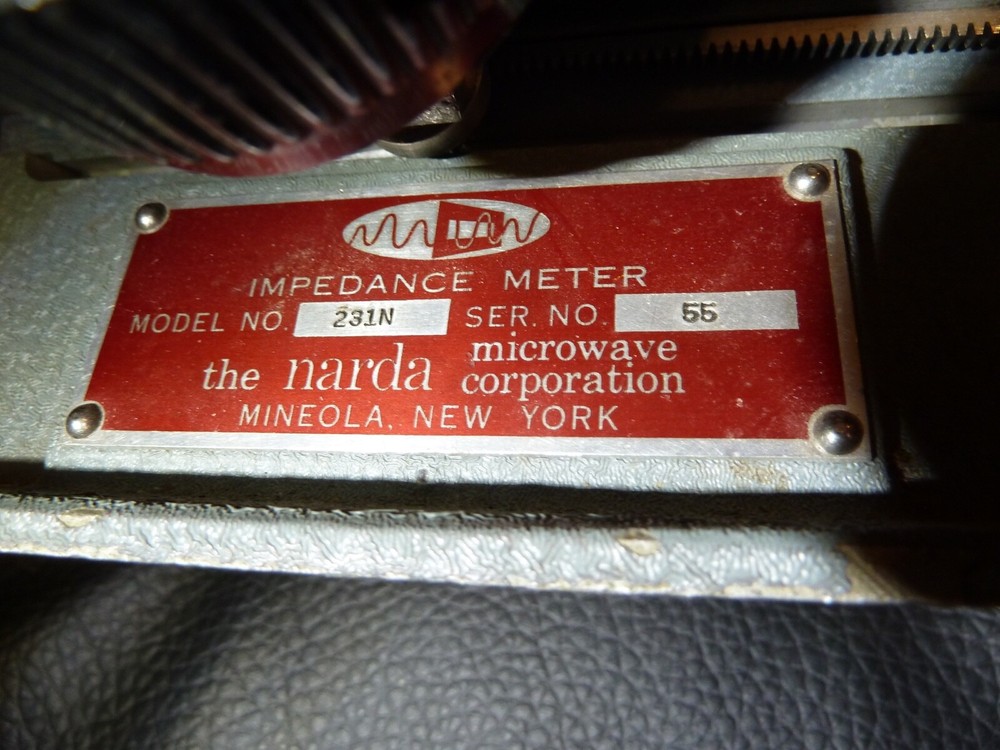 IMPEDANCE METER
MODEL NO. 231N SER. NO. 55
the narda microwave corporation
MINEOLA, NEW YORK